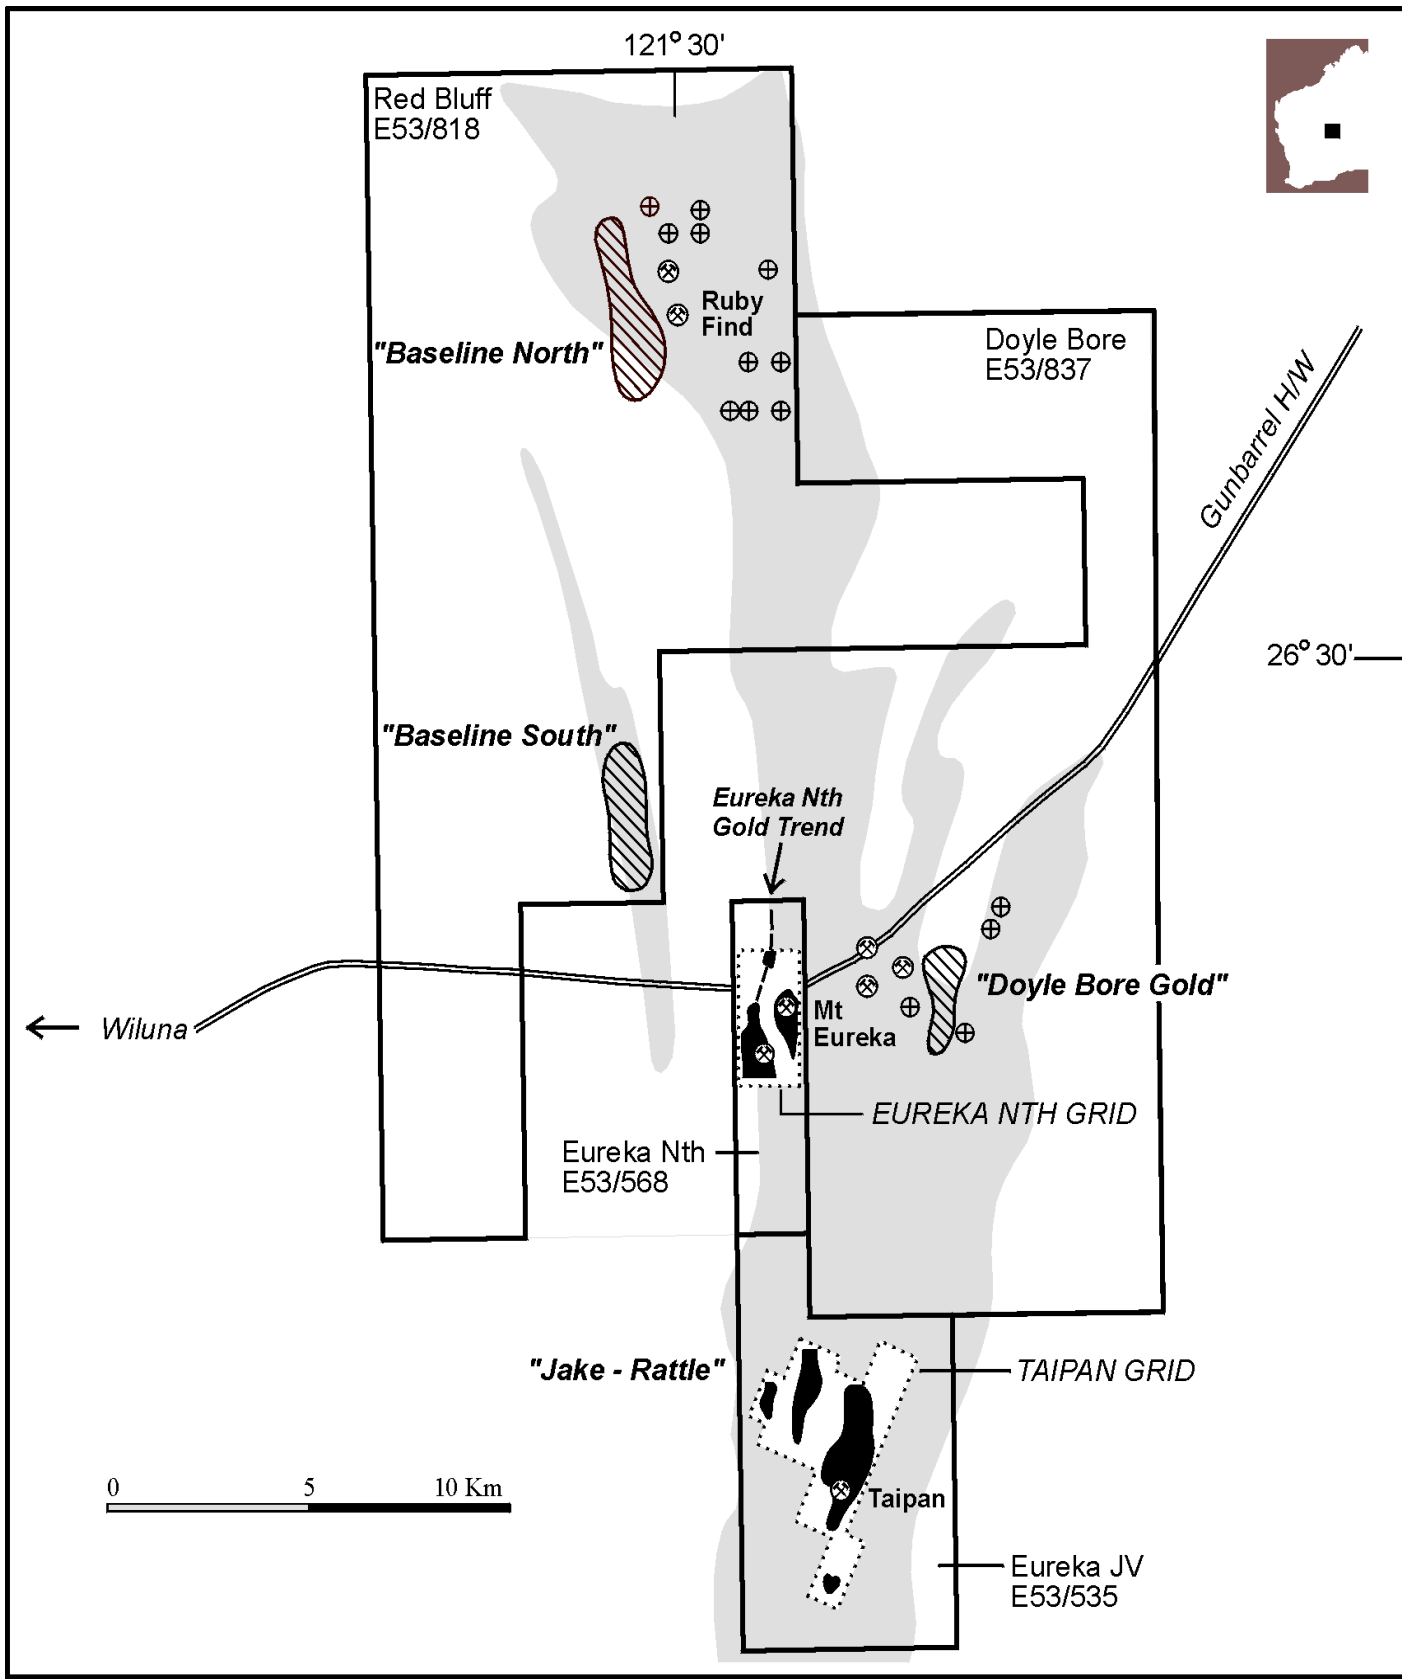 121° 30'
Red Bluff
E53/818
Ruby
Find
"Baseline North"
Doyle Bore
E53/837
Gunbarrel H/W
26° 30'
"Baseline South"
Eureka Nth
Gold Trend
"Doyle Bore Gold"
Mt
Eureka
Wiluna
EUREKA NTH GRID
Eureka Nth
E53/568
"Jake - Rattle"
TAIPAN GRID
0 5 10 Km
Taipan
Eureka JV
E53/535